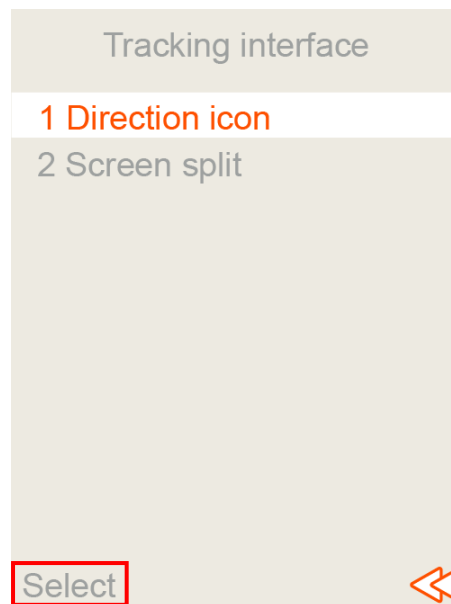 Tracking interface
1 Direction icon
2 Screen split
Select